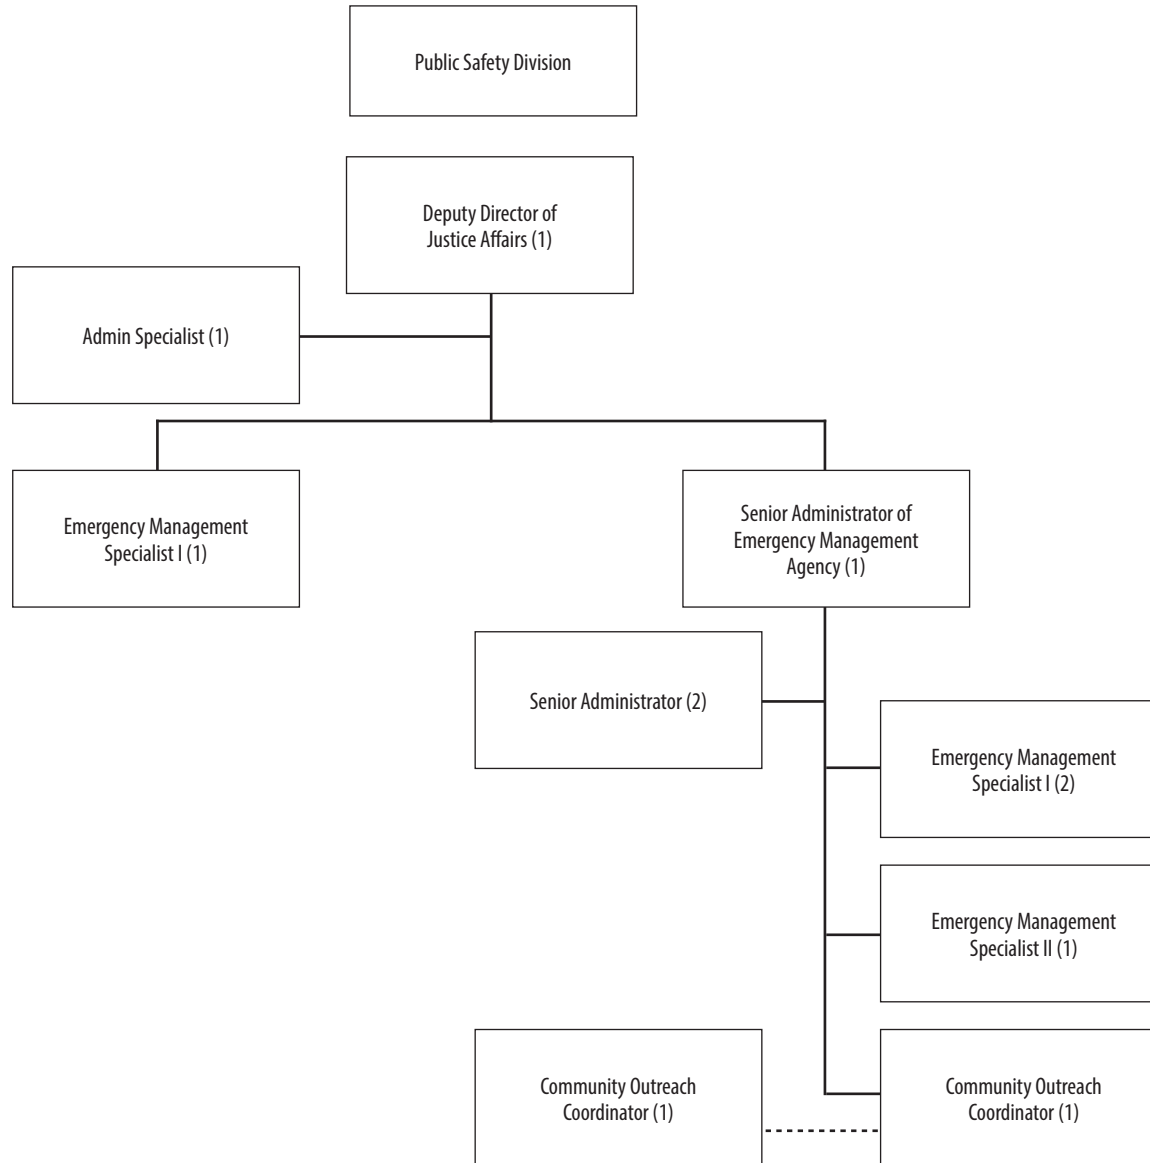 Public Safety Division
Deputy Director of
Justice Affairs (1)
Admin Specialist (1)
Emergency Management
Specialist I (1)
Senior Administrator of
Emergency Management
Agency (1)
Senior Administrator (2)
Emergency Management
Specialist I (2)
Emergency Management
Specialist II (1)
Community Outreach
Coordinator (1)
Community Outreach
Coordinator (1)